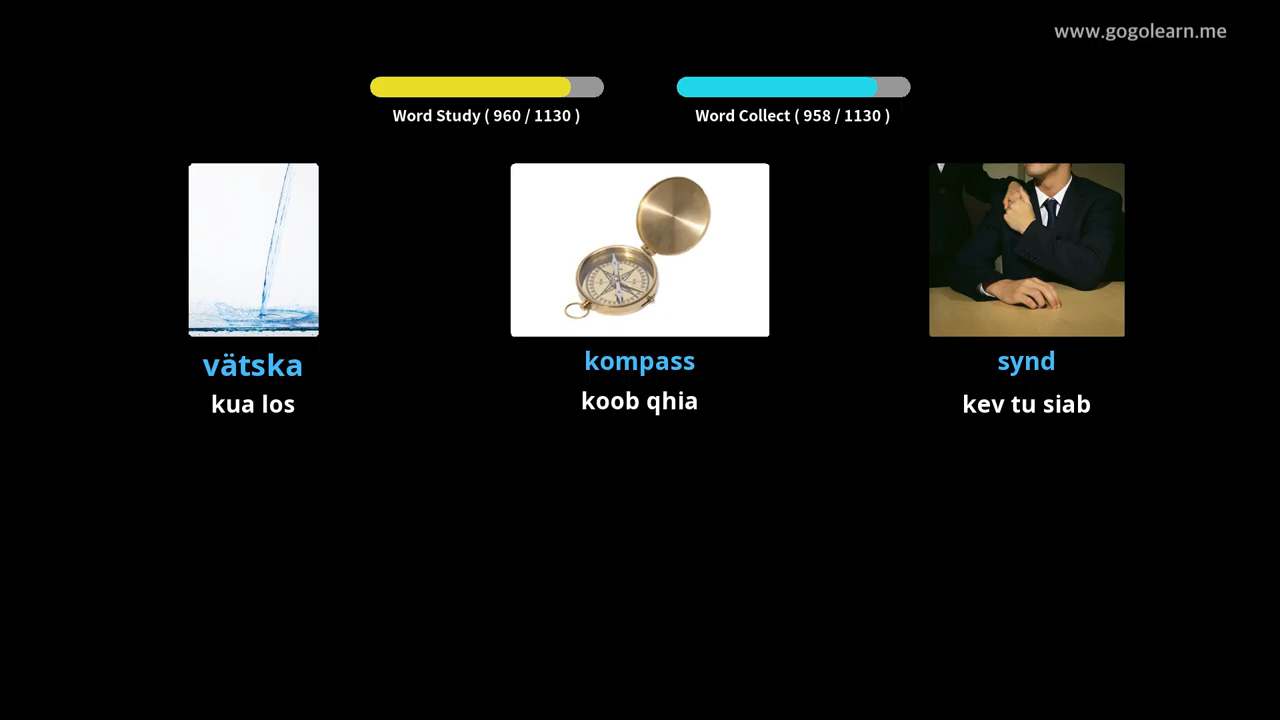 www.gogolearn.me
Word Study ( 960 / 1130 )
Word Collect ( 958 / 1130 )
vätska
kompass
synd
kua los
koob qhia
kev tu siab